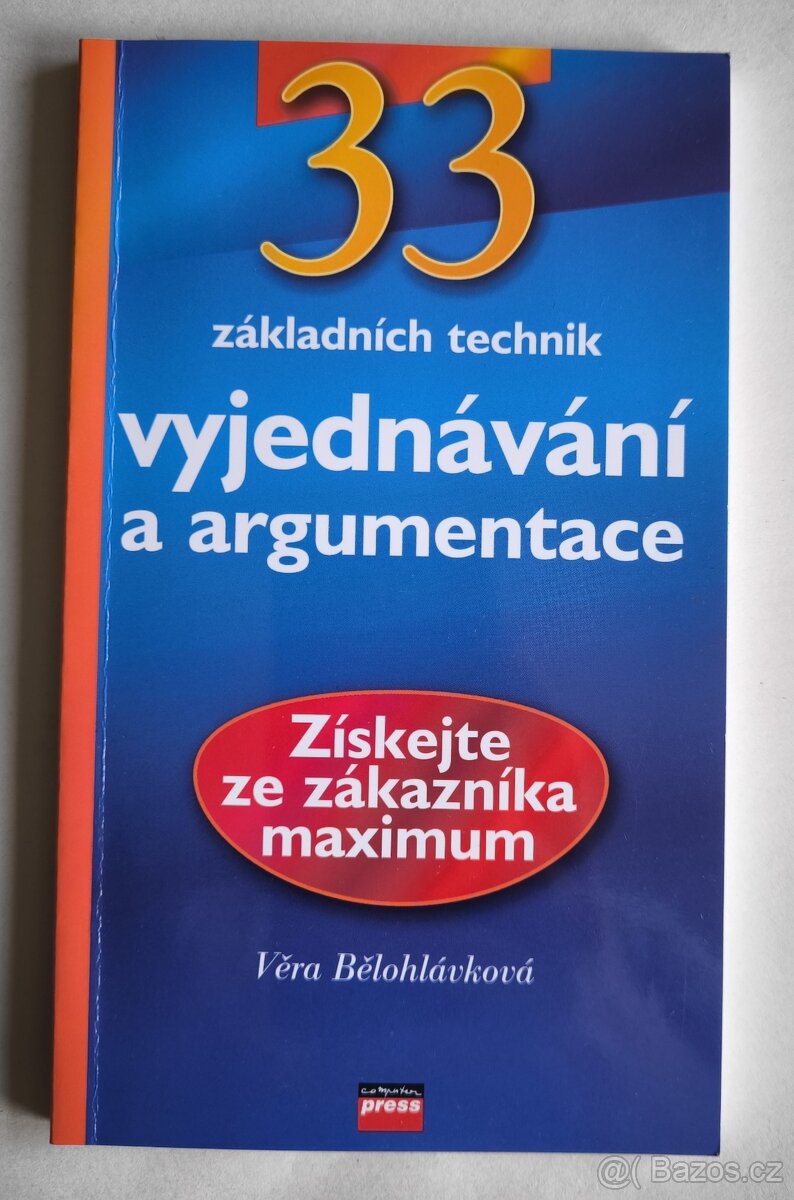 33
základních technik
vyjednávání
a argumentace
Získejte
ze zákazníka
maximum
Věra Bělohlávková
computer
press
@( Bazos.cz